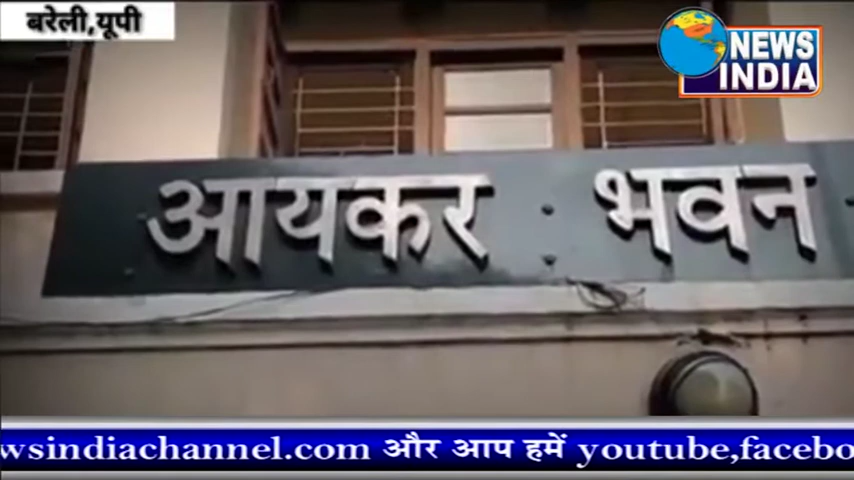 बरेली,यूपी
NEWS
INDIA
आयकर भवन
wsindiachannel.com और आप हमें youtube,facebo